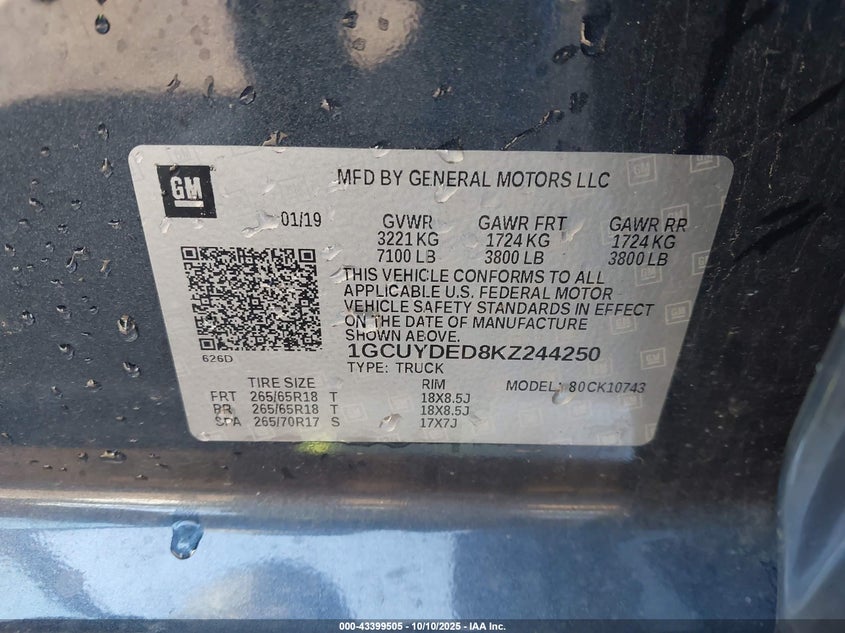 GM
MFD BY GENERAL MOTORS LLC
01/19 GVWR GAWR FRT GAWR RR
3221 KG 1724 KG 1724 KG
7100 LB 3800 LB 3800 LB
THIS VEHICLE CONFORMS TO ALL
APPLICABLE U.S. FEDERAL MOTOR
VEHICLE SAFETY STANDARDS IN EFFECT
ON THE DATE OF MANUFACTURE
SHOWN ABOVE.
626D
1GCUYDED8KZ244250
TYPE: TRUCK MODEL: 80CK10743
TIRE SIZE RIM
FRT 265/65R18 T 18X8.5J
RR 265/65R18 T 18X8.5J
SPA 265/70R17 S 17X7J
000-43399505 - 10/10/2025 - IAA Inc.